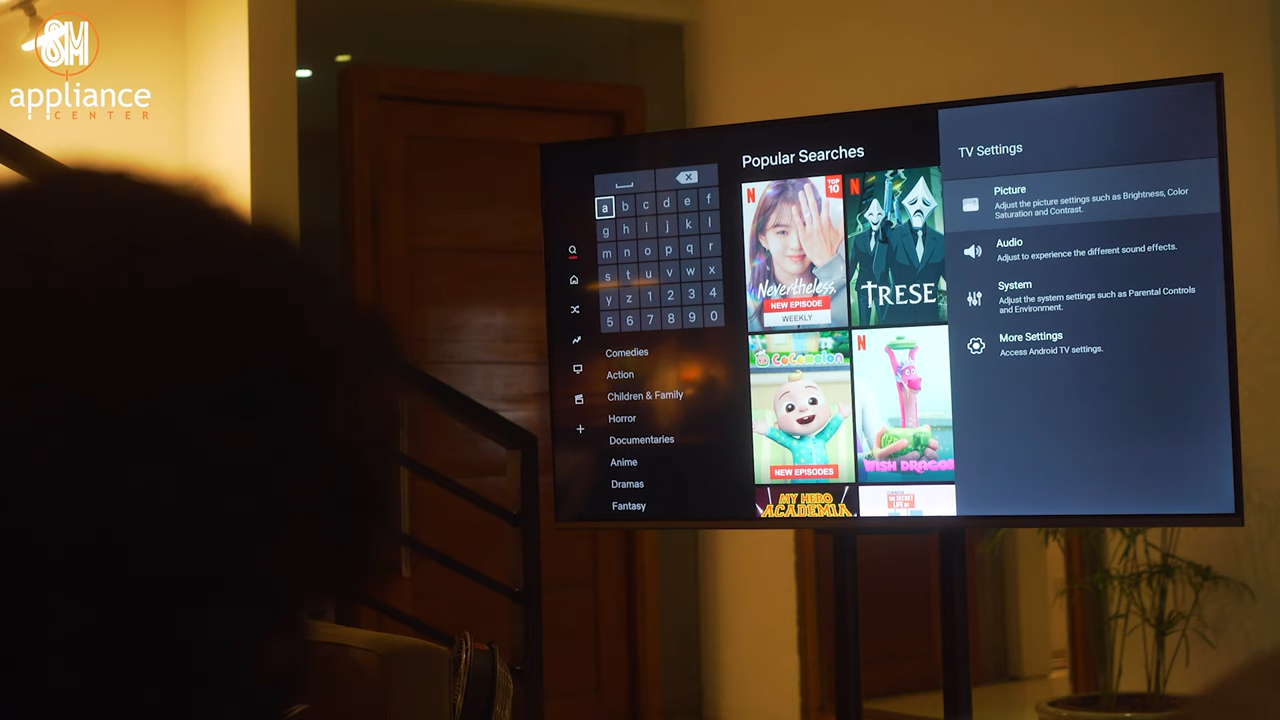 SM
appliance
CENTER
Popular Searches
a b c d e f
g h i j k l
m n o p q r
s t u v w x
y z 1 2 3 4
5 6 7 8 9 0
Comedies
Action
Children & Family
Horror
Documentaries
Anime
Dramas
Fantasy
N
TOP
10
Nevertheless,
NEW EPISODE
WEEKLY
N
TRESE
CoComelon
NEW EPISODES
N
WISH DRAGON
MY HERO
ACADEMIA
THE SECRET
LIFE OF
TV Settings
Picture
Adjust the picture settings such as Brightness, Color
Saturation and Contrast.
Audio
Adjust to experience the different sound effects.
System
Adjust the system settings such as Parental Controls
and Environment.
More Settings
Access Android TV settings.